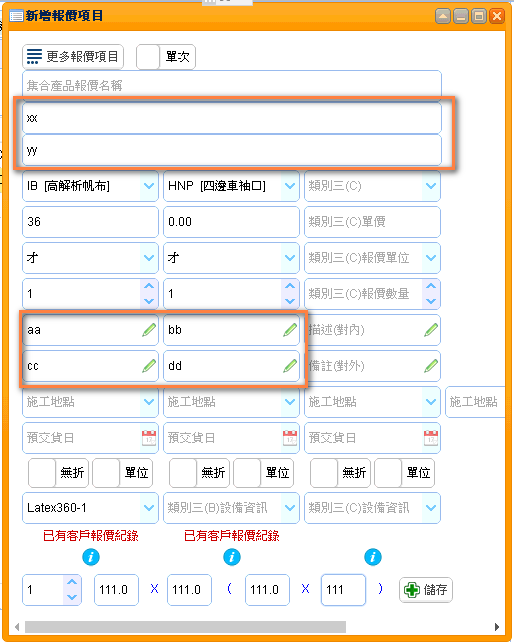 新增報價項目
更多報價項目 單次
集合產品報價名稱
xx
yy
IB [高解析帆布] HNP [四邊車袖口] 類別三(C)
36 0.00 類別三(C)單價
才 才 類別三(C)報價單位
1 1 類別三(C)報價數量
aa bb 描述(對內)
cc dd 備註(對外)
施工地點 施工地點 施工地點 施工地點
預交貨日 預交貨日 預交貨日
無折 單位 無折 單位 無折 單位
Latex360-1 類別三(B)設備資訊 類別三(C)設備資訊
已有客戶報價紀錄 已有客戶報價紀錄
1 111.0 X 111.0 ( 111.0 X 111 ) 儲存